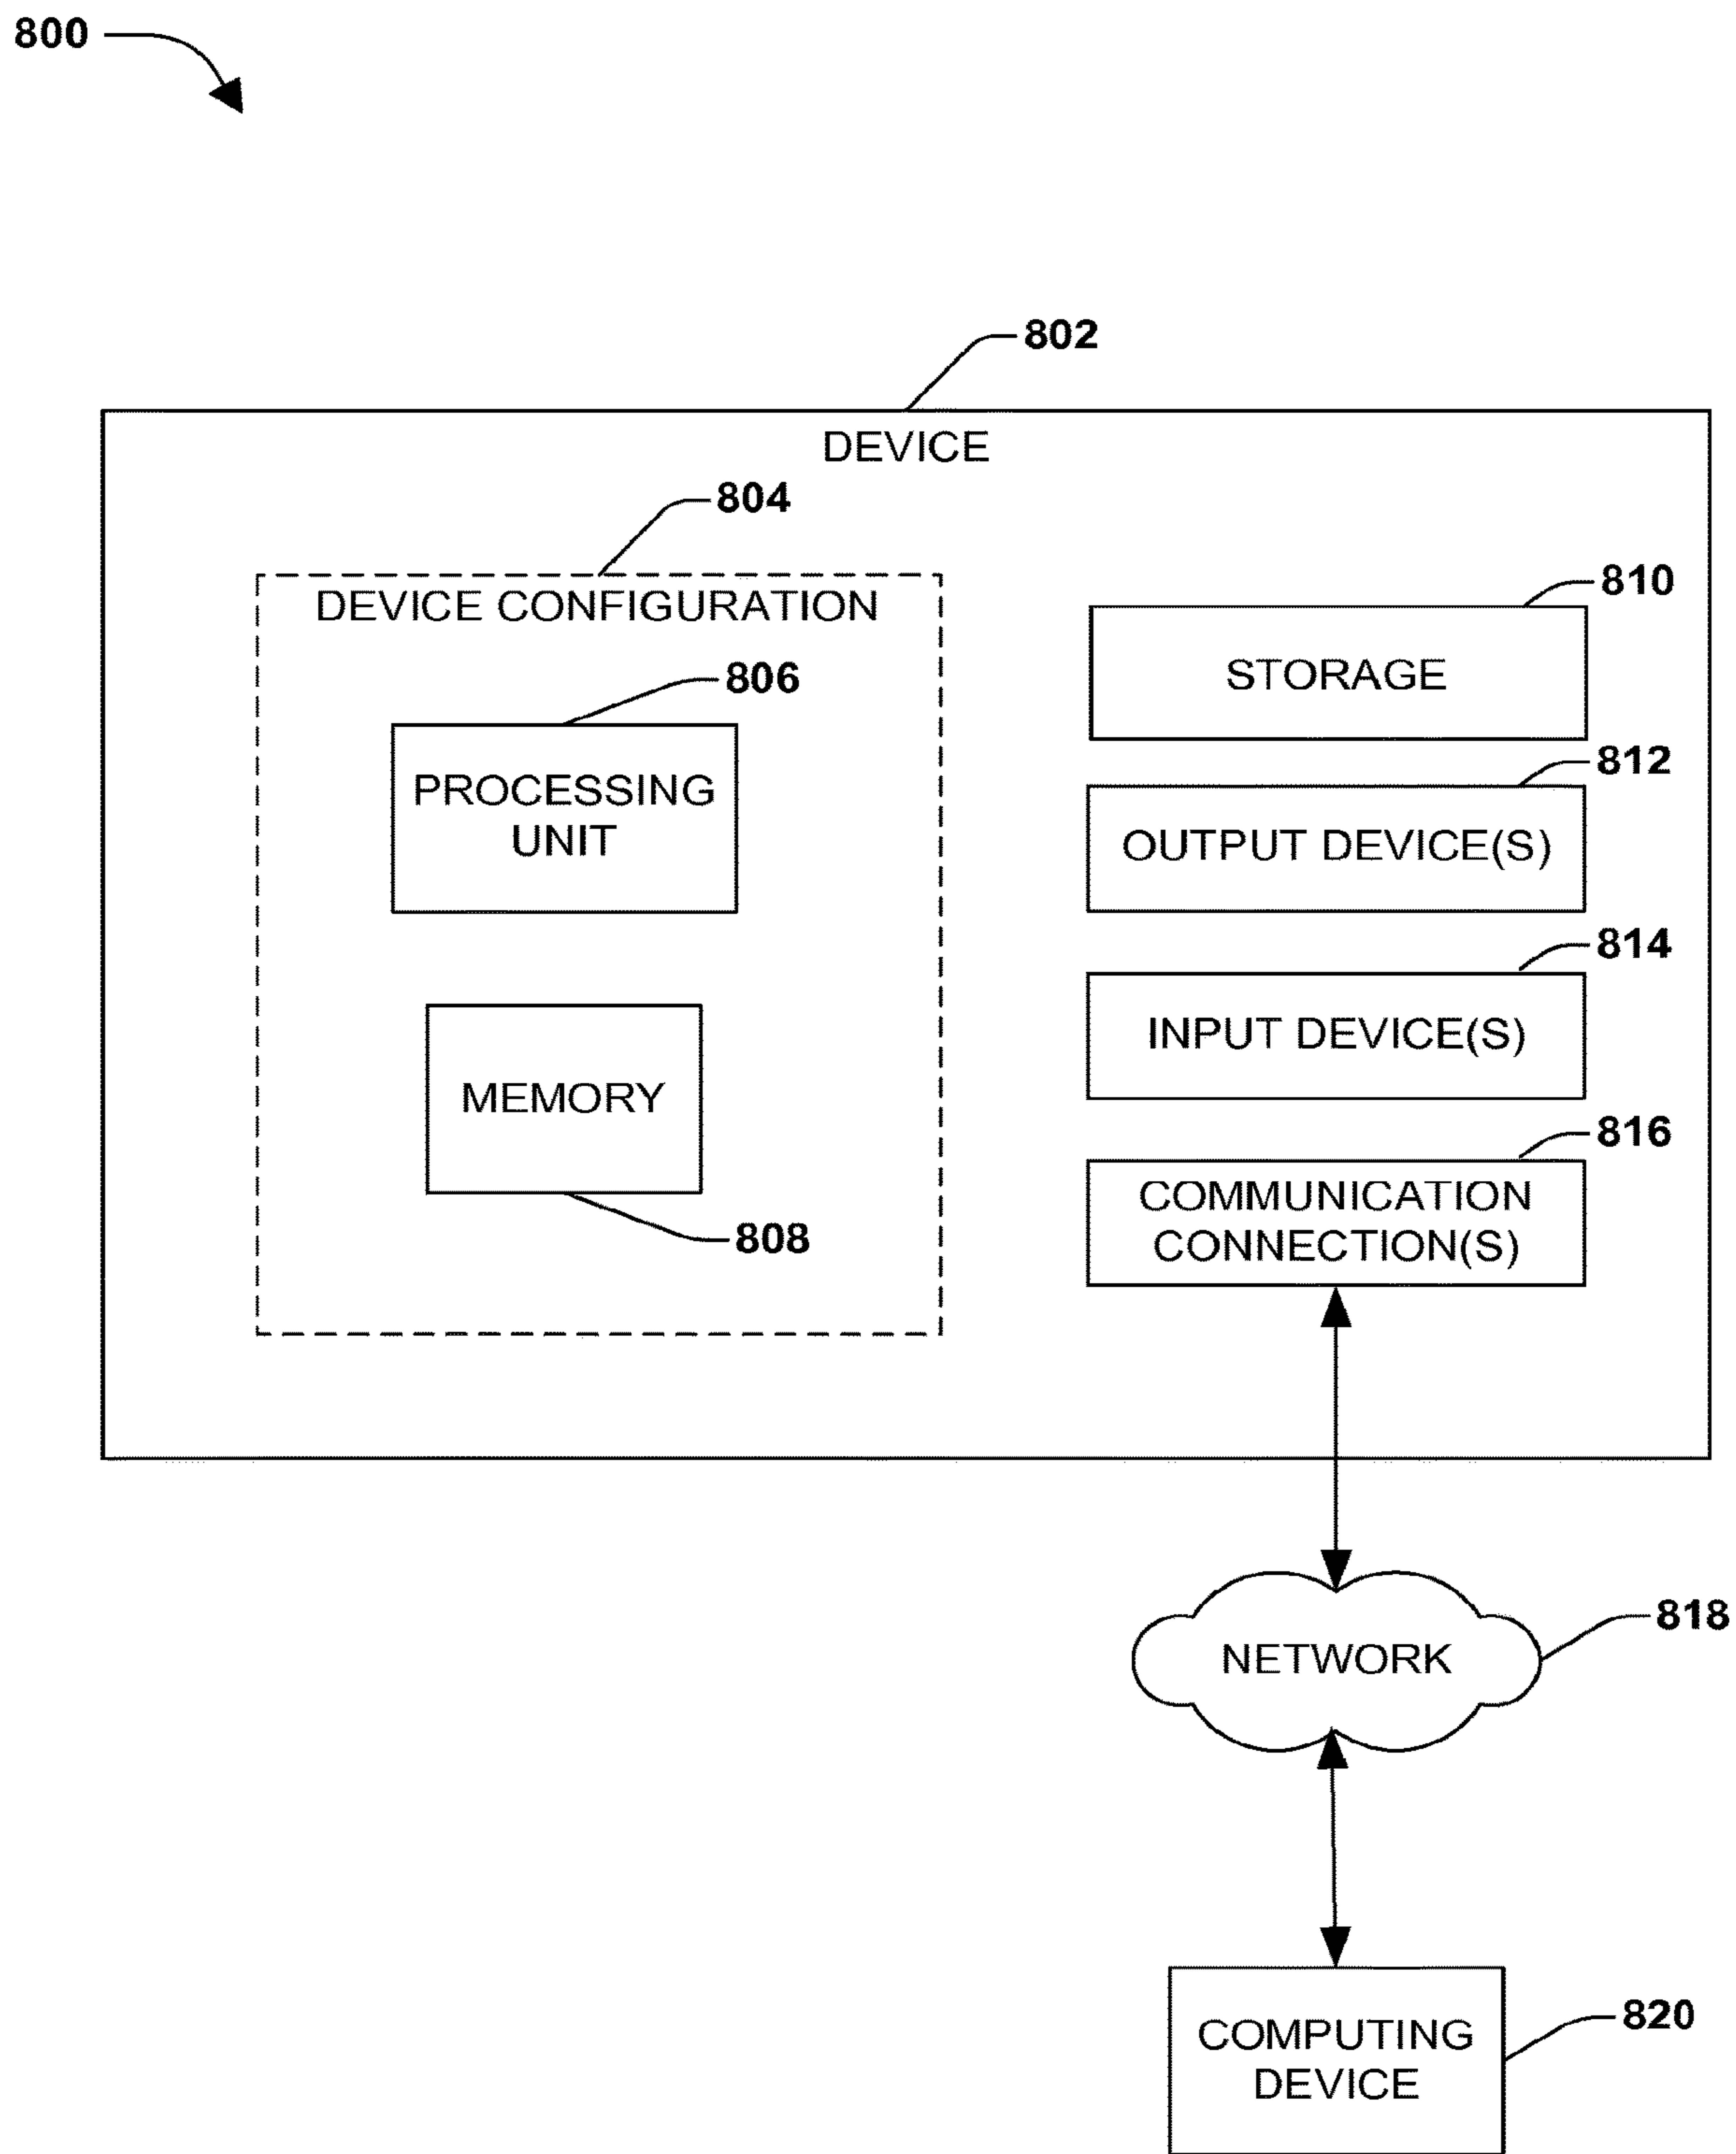 800
802
DEVICE
804
DEVICE CONFIGURATION
806
PROCESSING
UNIT
MEMORY
808
810
STORAGE
812
OUTPUT DEVICE(S)
814
INPUT DEVICE(S)
816
COMMUNICATION
CONNECTION(S)
818
NETWORK
820
COMPUTING
DEVICE